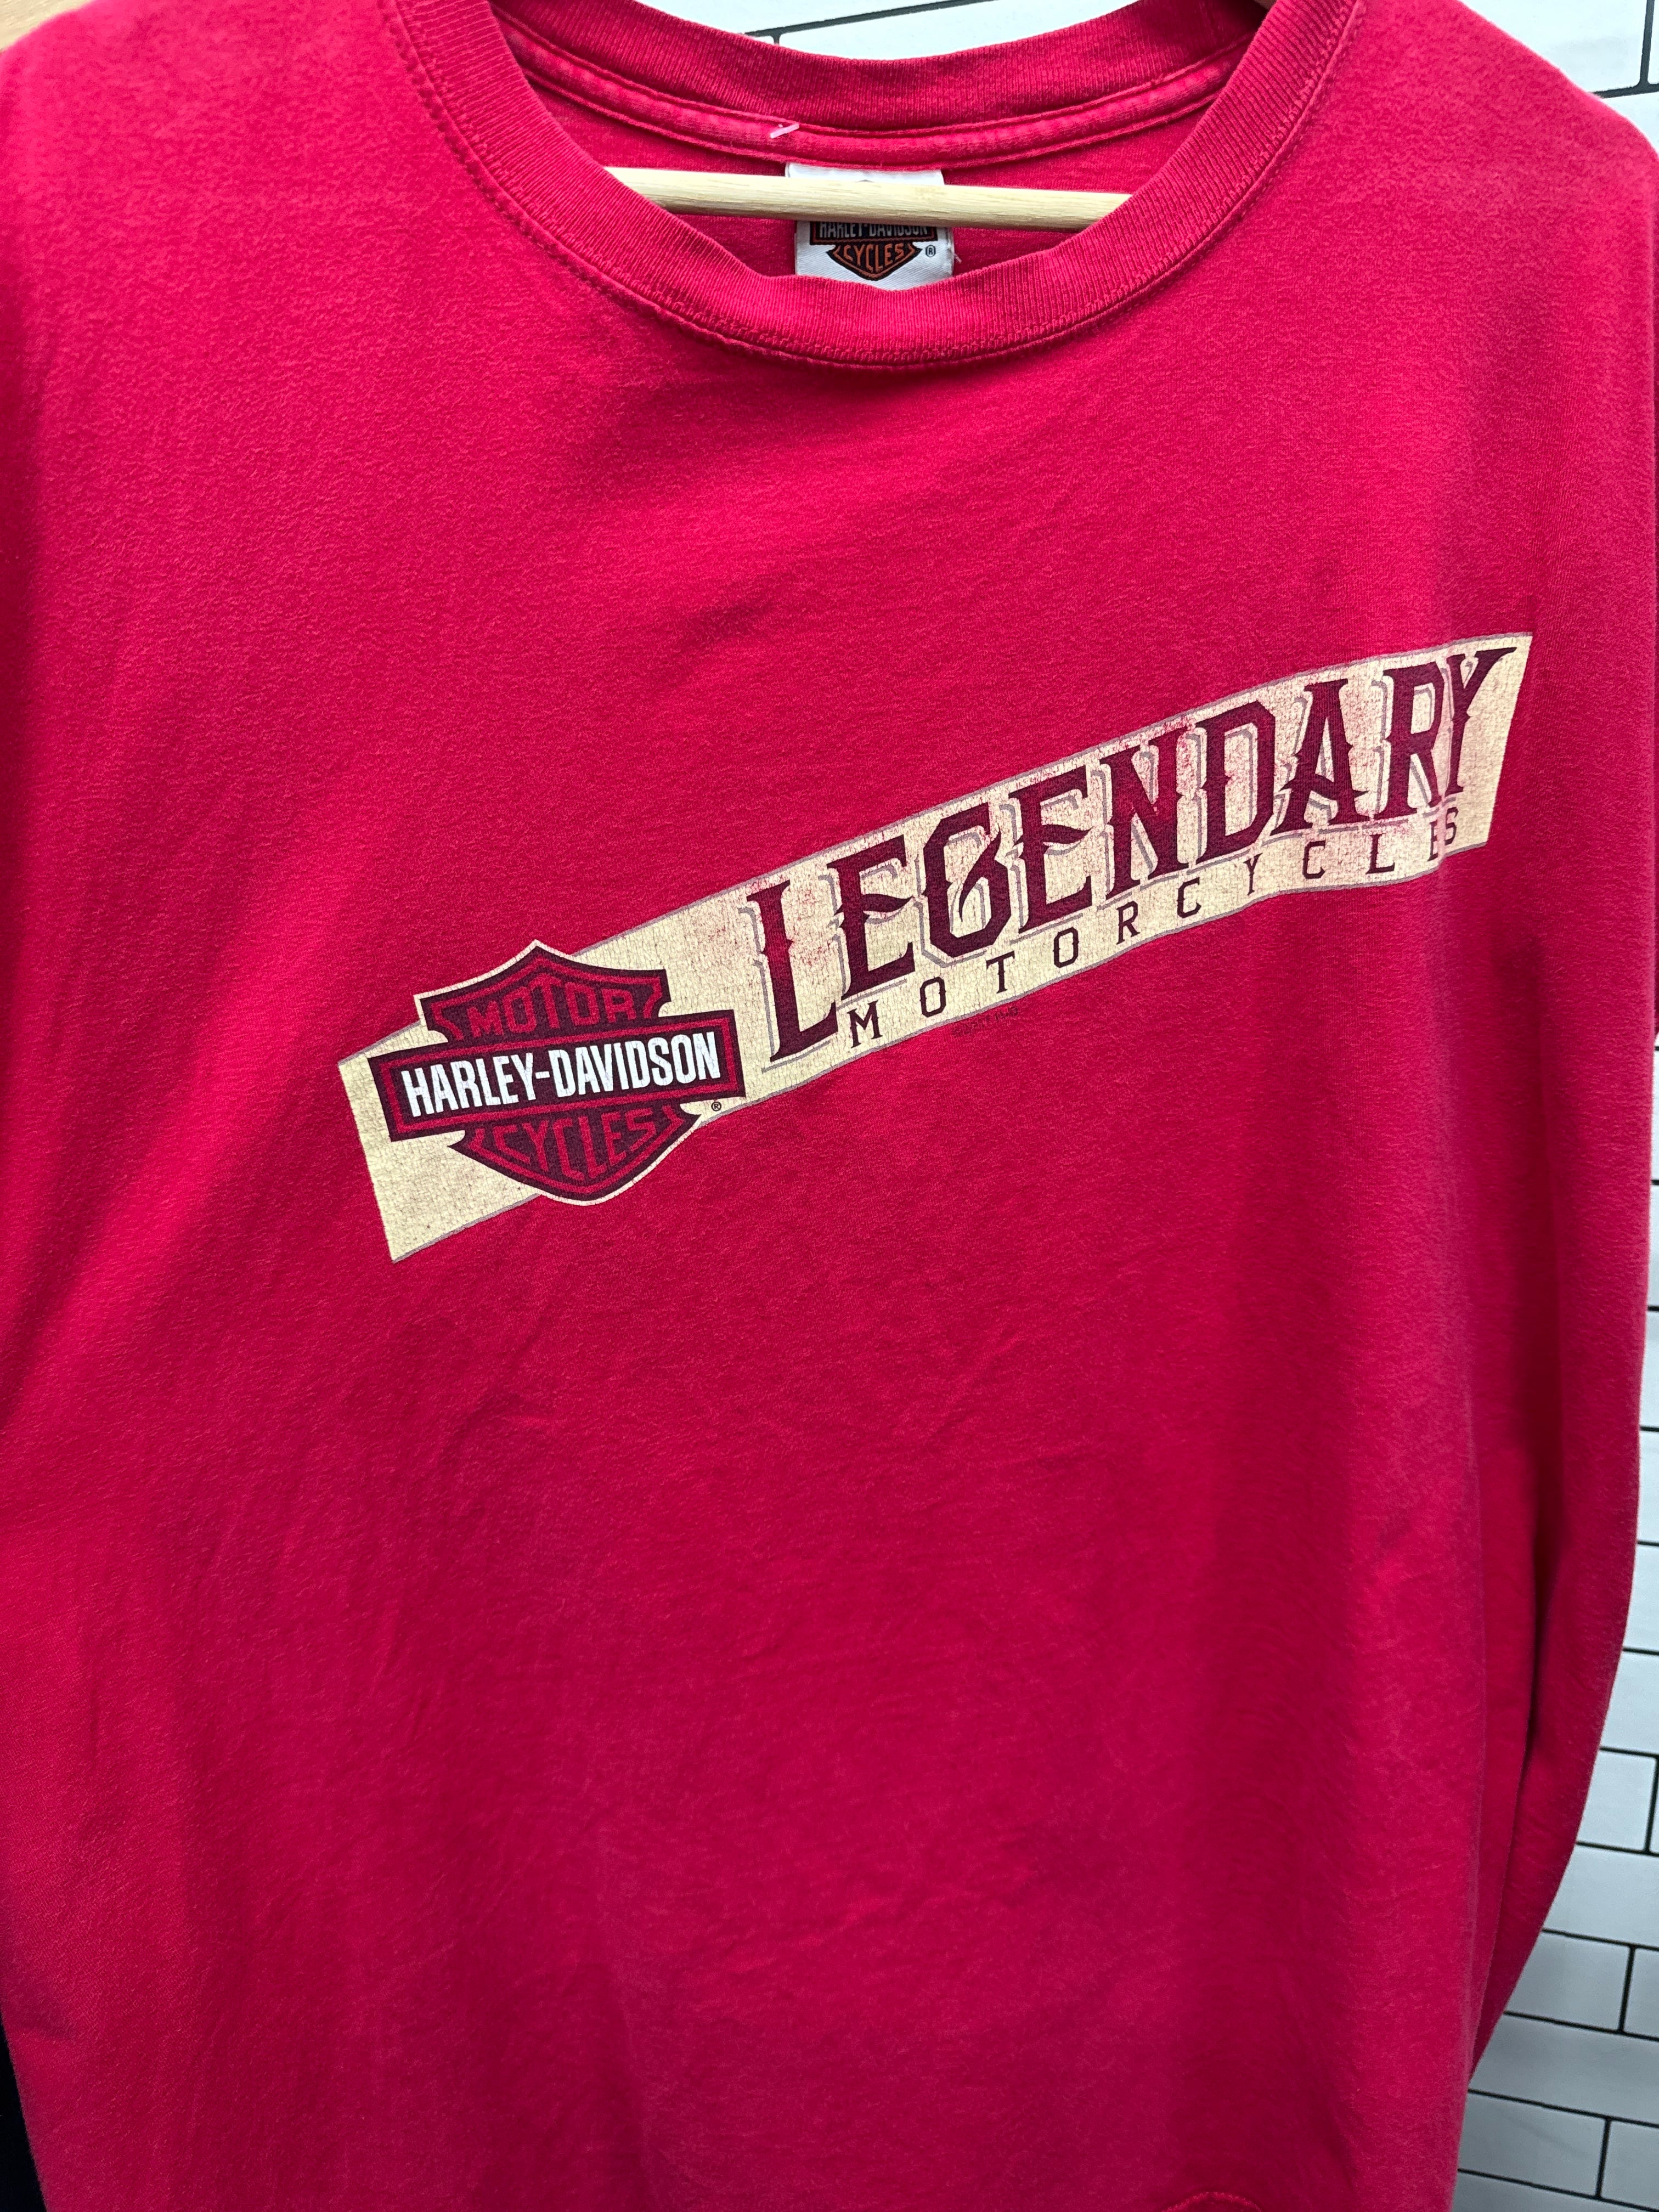 HARLEY-DAVIDSON
CYCLES ®
LEGENDARY
MOTORCYCLES
MOTOR
HARLEY-DAVIDSON
CYCLES ®